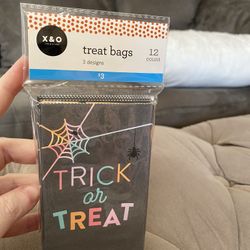 X & O
treat bags
12
count
3 designs
$3
TRICK
or
TREAT